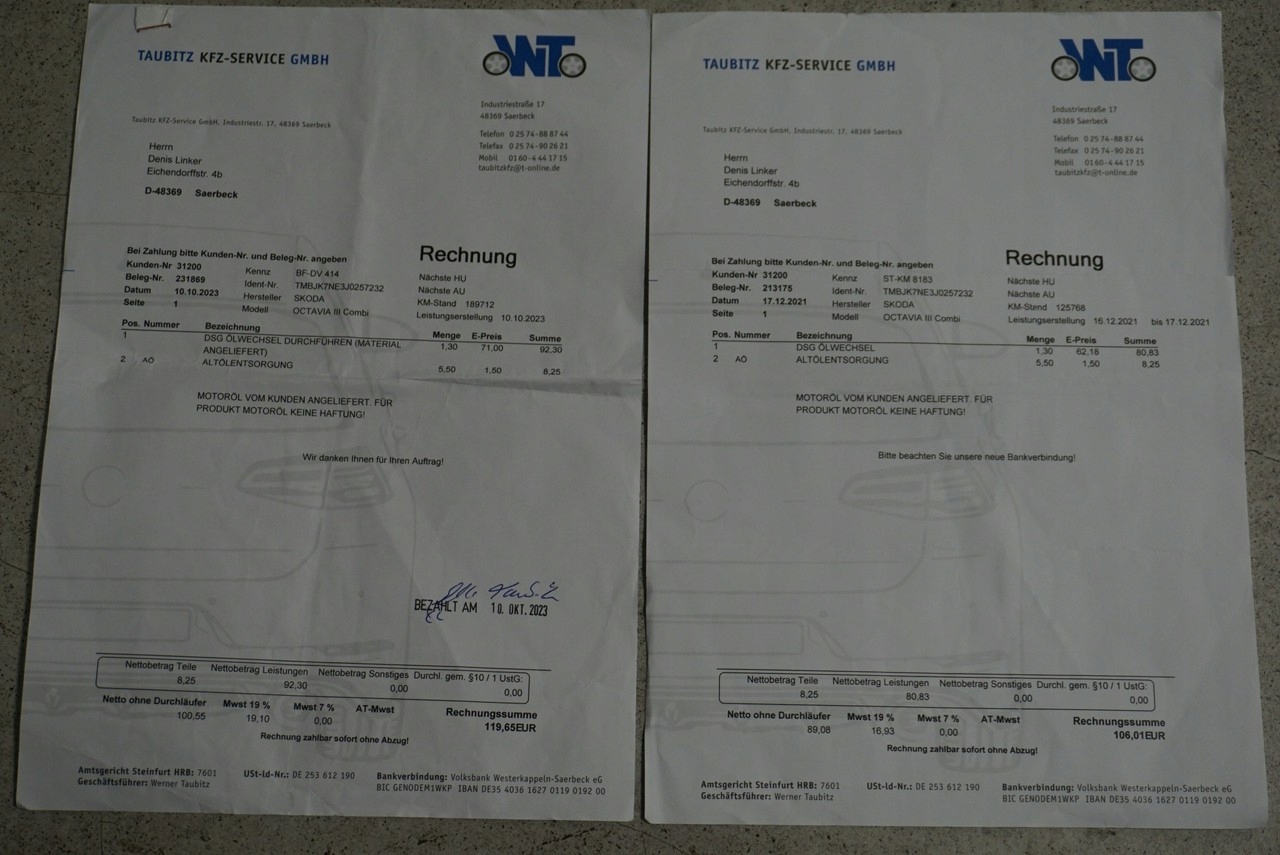 TAUBITZ KFZ-SERVICE GMBH
WT
Industriestraße 17
48369 Saerbeck
Telefon 0 25 74-88 87 44
Telefax 0 25 74-90 26 21
Mobil 01 60-4 44 17 15
taubitzkfz@t-online.de
Taubitz KFZ-Service GmbH, Industriestr. 17, 48369 Saerbeck
Herrn
Denis Linker
Eichendorffstr. 4b
D-48369 Saerbeck
Rechnung
Bei Zahlung bitte Kunden-Nr. und Beleg-Nr. angeben
Kunden-Nr 31200 Kennz BF-DV 414 Nächste HU
Beleg-Nr. 231869 Ident-Nr. TMBJK7NE3J0257232 Nächste AU
Datum 10.10.2023 Hersteller SKODA KM-Stand 189712
Seite 1 Modell OCTAVIA III Combi Leistungserstellung 10.10.2023
Pos. Nummer Bezeichnung Menge E-Preis Summe
1 DSG ÖLWECHSEL DURCHFÜHREN (MATERIAL 1,30 71,00 92,30
ANGELIEFERT)
2 AÖ ALTÖLENTSORGUNG 5,50 1,50 8,25
MOTORÖL VOM KUNDEN ANGELIEFERT. FÜR
PRODUKT MOTORÖL KEINE HAFTUNG!
Wir danken Ihnen für Ihren Auftrag!
BEZAHLT AM 10. OKT. 2023
Nettobetrag Teile Nettobetrag Leistungen Nettobetrag Sonstiges Durchl. gem. §10 / 1 UstG:
8,25 92,30 0,00 0,00
Netto ohne Durchläufer Mwst 19 % Mwst 7 % AT-Mwst Rechnungssumme
100,55 19,10 0,00 119,65EUR
Rechnung zahlbar sofort ohne Abzug!
Amtsgericht Steinfurt HRB: 7601 USt-Id-Nr.: DE 253 612 190 Bankverbindung: Volksbank Westerkappeln-Saerbeck eG
Geschäftsführer: Werner Taubitz BIC GENODEM1WKP IBAN DE35 4036 1627 0119 0192 00
TAUBITZ KFZ-SERVICE GMBH
WT
Industriestraße 17
48369 Saerbeck
Telefon 0 25 74-88 87 44
Telefax 0 25 74-90 26 21
Mobil 01 60-4 44 17 15
taubitzkfz@t-online.de
Taubitz KFZ-Service GmbH, Industriestr. 17, 48369 Saerbeck
Herrn
Denis Linker
Eichendorffstr. 4b
D-48369 Saerbeck
Rechnung
Bei Zahlung bitte Kunden-Nr. und Beleg-Nr. angeben
Kunden-Nr 31200 Kennz ST-KM 8183 Nächste HU
Beleg-Nr. 213175 Ident-Nr. TMBJK7NE3J0257232 Nächste AU
Datum 17.12.2021 Hersteller SKODA KM-Stend 125768
Seite 1 Modell OCTAVIA III Combi Leistungserstellung 16.12.2021 bis 17.12.2021
Pos. Nummer Bezeichnung Menge E-Preis Summe
1 DSG ÖLWECHSEL 1,30 62,18 80,83
2 AÖ ALTÖLENTSORGUNG 5,50 1,50 8,25
MOTORÖL VOM KUNDEN ANGELIEFERT. FÜR
PRODUKT MOTORÖL KEINE HAFTUNG!
Bitte beachten Sie unsere neue Bankverbindung!
Nettobetrag Teile Nettobetrag Leistungen Nettobetrag Sonstiges Durchl. gem. §10 / 1 UStG:
8,25 80,83 0,00 0,00
Netto ohne Durchläufer Mwst 19 % Mwst 7 % AT-Mwst Rechnungssumme
89,08 16,93 0,00 106,01EUR
Rechnung zahlbar sofort ohne Abzug!
Amtsgericht Steinfurt HRB: 7601 USt-Id-Nr.: DE 253 612 190 Bankverbindung: Volksbank Westerkappeln-Saerbeck eG
Geschäftsführer: Werner Taubitz BIC GENODEM1WKP IBAN DE35 4036 1627 0119 0192 00